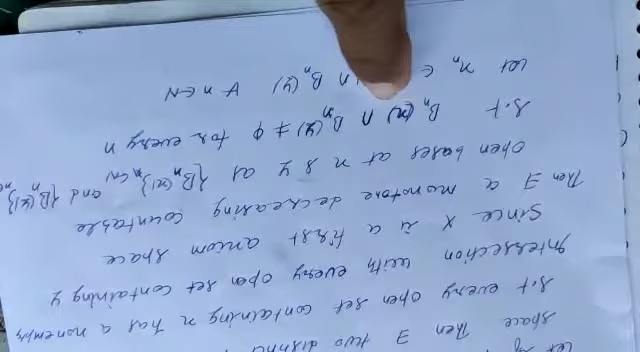 space. Then ∃ two distinc
s.t every open set containing x has a nonempty
intersection with every open set containing y
Since X is a first axiom space
Then ∃ a monotone decreasing countable
open bases at x & y as {Bn(x)}n∈N and {Bn(y)}n
s.t Bn(x) ∩ Bn(y) ≠ ϕ for every n
Let xn ∈ ∩ Bn(y) ∀ n∈N